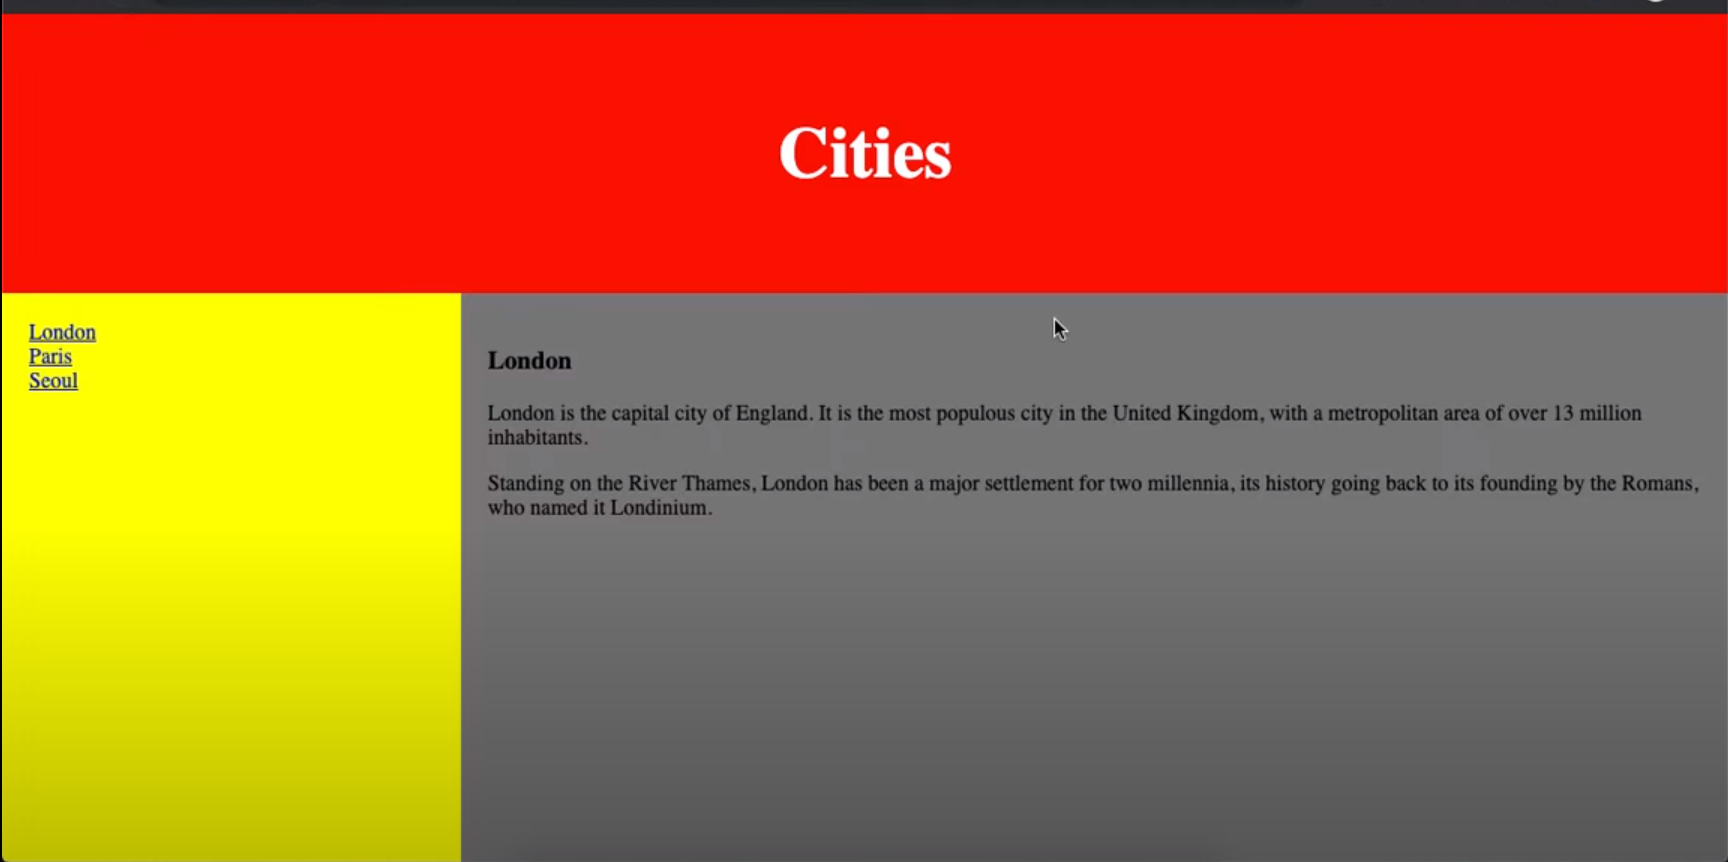 Cities
London
Paris
Seoul
London
London is the capital city of England. It is the most populous city in the United Kingdom, with a metropolitan area of over 13 million
inhabitants.
Standing on the River Thames, London has been a major settlement for two millennia, its history going back to its founding by the Romans,
who named it Londinium.